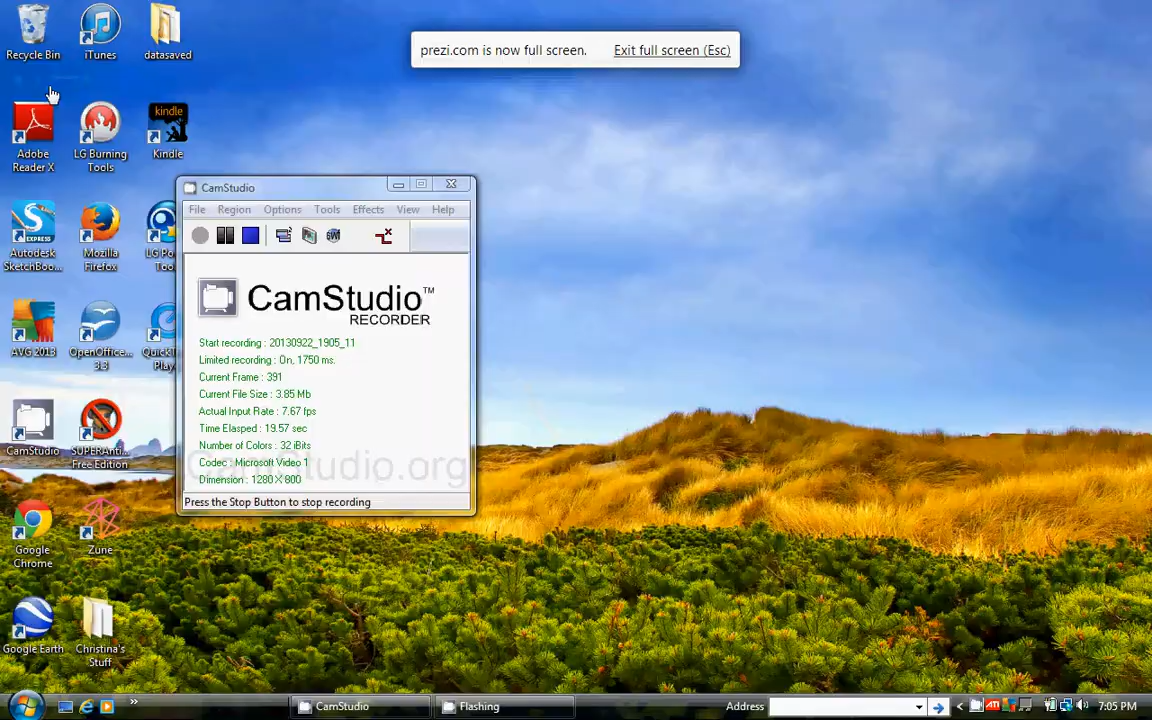 Recycle Bin
iTunes
datasaved
prezi.com is now full screen. Exit full screen (Esc)
kindle
Adobe
Reader X
LG Burning
Tools
Kindle
CamStudio
File Region Options Tools Effects View Help
EXPRESS
Autodesk
SketchBoo...
Mozilla
Firefox
CamStudio™
RECORDER
Start recording : 20130922_1905_11
Limited recording : On, 1750 ms.
Current Frame : 391
Current File Size : 3.85 Mb
Actual Input Rate : 7.67 fps
Time Elasped : 19.57 sec
Number of Colors : 32 iBits
Codec : Microsoft Video 1
Dimension : 1280 X 800
CamStudio.org
Press the Stop Button to stop recording
AVG 2013
OpenOffice...
3.3
CamStudio
SUPERAnti...
Free Edition
Google
Chrome
Zune
Google Earth
Christina's
Stuff
CamStudio
Flashing
Address
ATI
7:05 PM